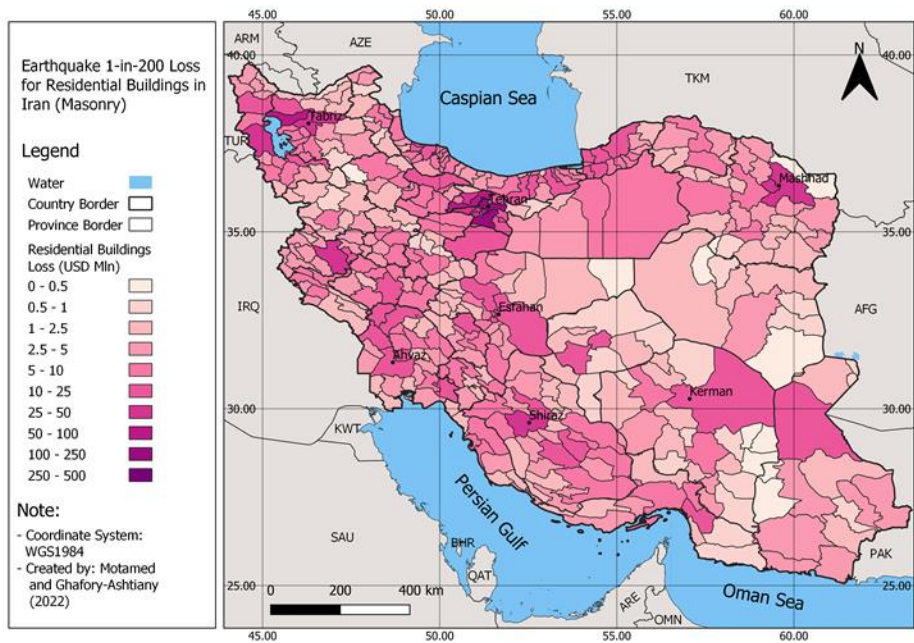 Earthquake 1-in-200 Loss
for Residential Buildings in
Iran (Masonry)
Legend
Water
Country Border
Province Border
Residential Buildings
Loss (USD Mln)
0 - 0.5
0.5 - 1
1 - 2.5
2.5 - 5
5 - 10
10 - 25
25 - 50
50 - 100
100 - 250
250 - 500
Note:
- Coordinate System:
WGS1984
- Created by: Motamed
and Ghafory-Ashtiany
(2022)
45.00 50.00 55.00 60.00
ARM
AZE
40.00 40.00
N
TKM
Caspian Sea
Tabriz
TUR
Mashhad
Tehran
35.00 35.00
IRQ
Esfahan
AFG
Ahvaz
Kerman
30.00 30.00
Shiraz
KWT
Persian Gulf
SAU
BHR
PAK
QAT
25.00 25.00
Oman Sea
ARE
OMN
0 200 400 km
45.00 50.00 55.00 60.00